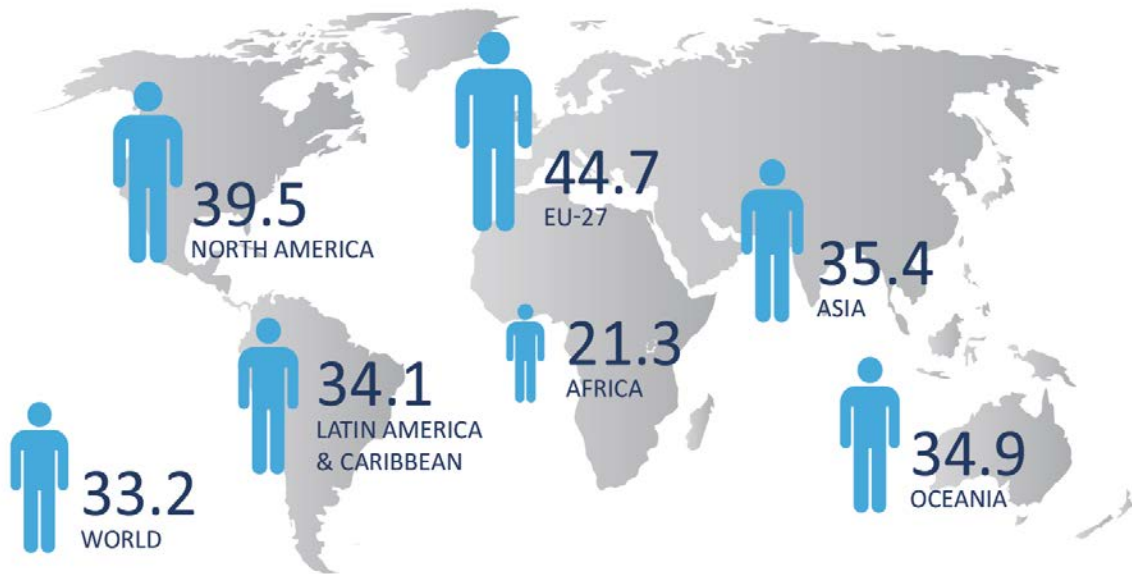 39.5
NORTH AMERICA
44.7
EU-27
35.4
ASIA
34.1
LATIN AMERICA
& CARIBBEAN
21.3
AFRICA
34.9
OCEANIA
33.2
WORLD